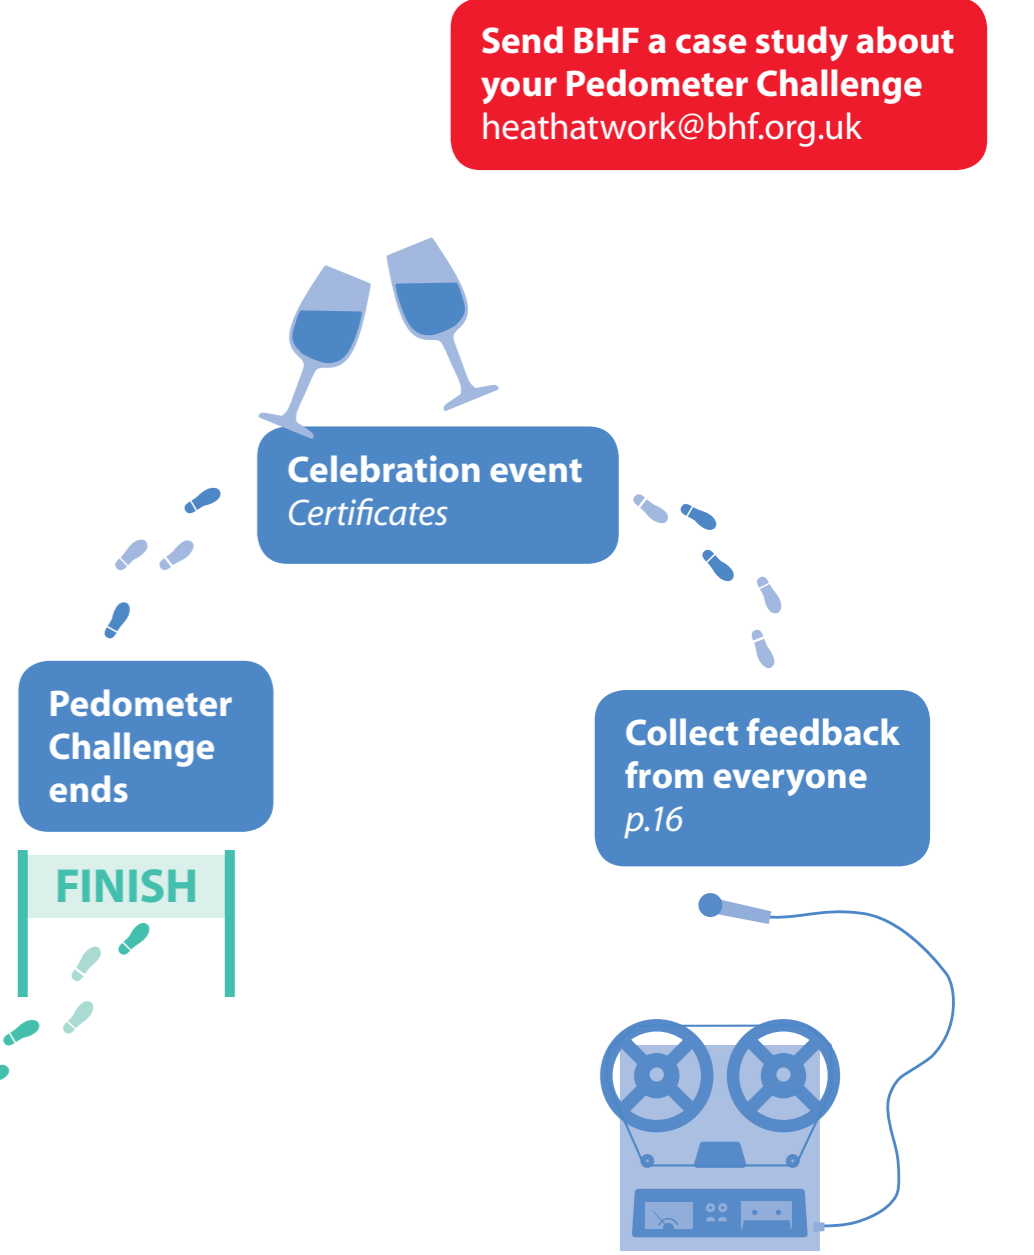 Send BHF a case study about
your Pedometer Challenge
heathatwork@bhf.org.uk
Celebration event
Certificates
Pedometer
Challenge
ends
FINISH
Collect feedback
from everyone
p.16